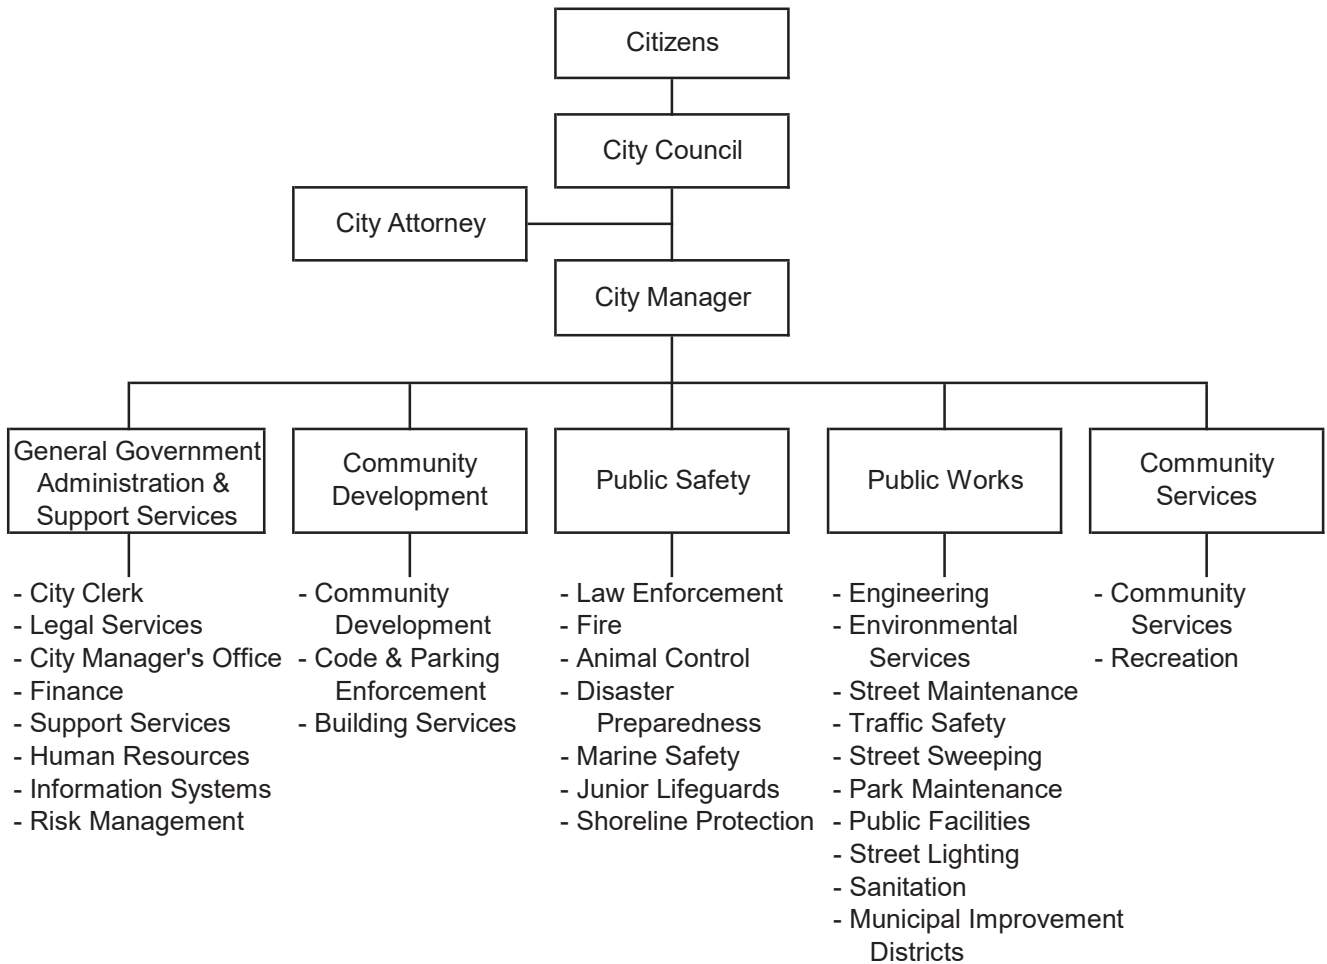 Citizens
City Council
City Attorney
City Manager
General Government
Administration &
Support Services
Community
Development
Public Safety
Public Works
Community
Services
- City Clerk
- Legal Services
- City Manager's Office
- Finance
- Support Services
- Human Resources
- Information Systems
- Risk Management
- Community
Development
- Code & Parking
Enforcement
- Building Services
- Law Enforcement
- Fire
- Animal Control
- Disaster
Preparedness
- Marine Safety
- Junior Lifeguards
- Shoreline Protection
- Engineering
- Environmental
Services
- Street Maintenance
- Traffic Safety
- Street Sweeping
- Park Maintenance
- Public Facilities
- Street Lighting
- Sanitation
- Municipal Improvement
Districts
- Community
Services
- Recreation